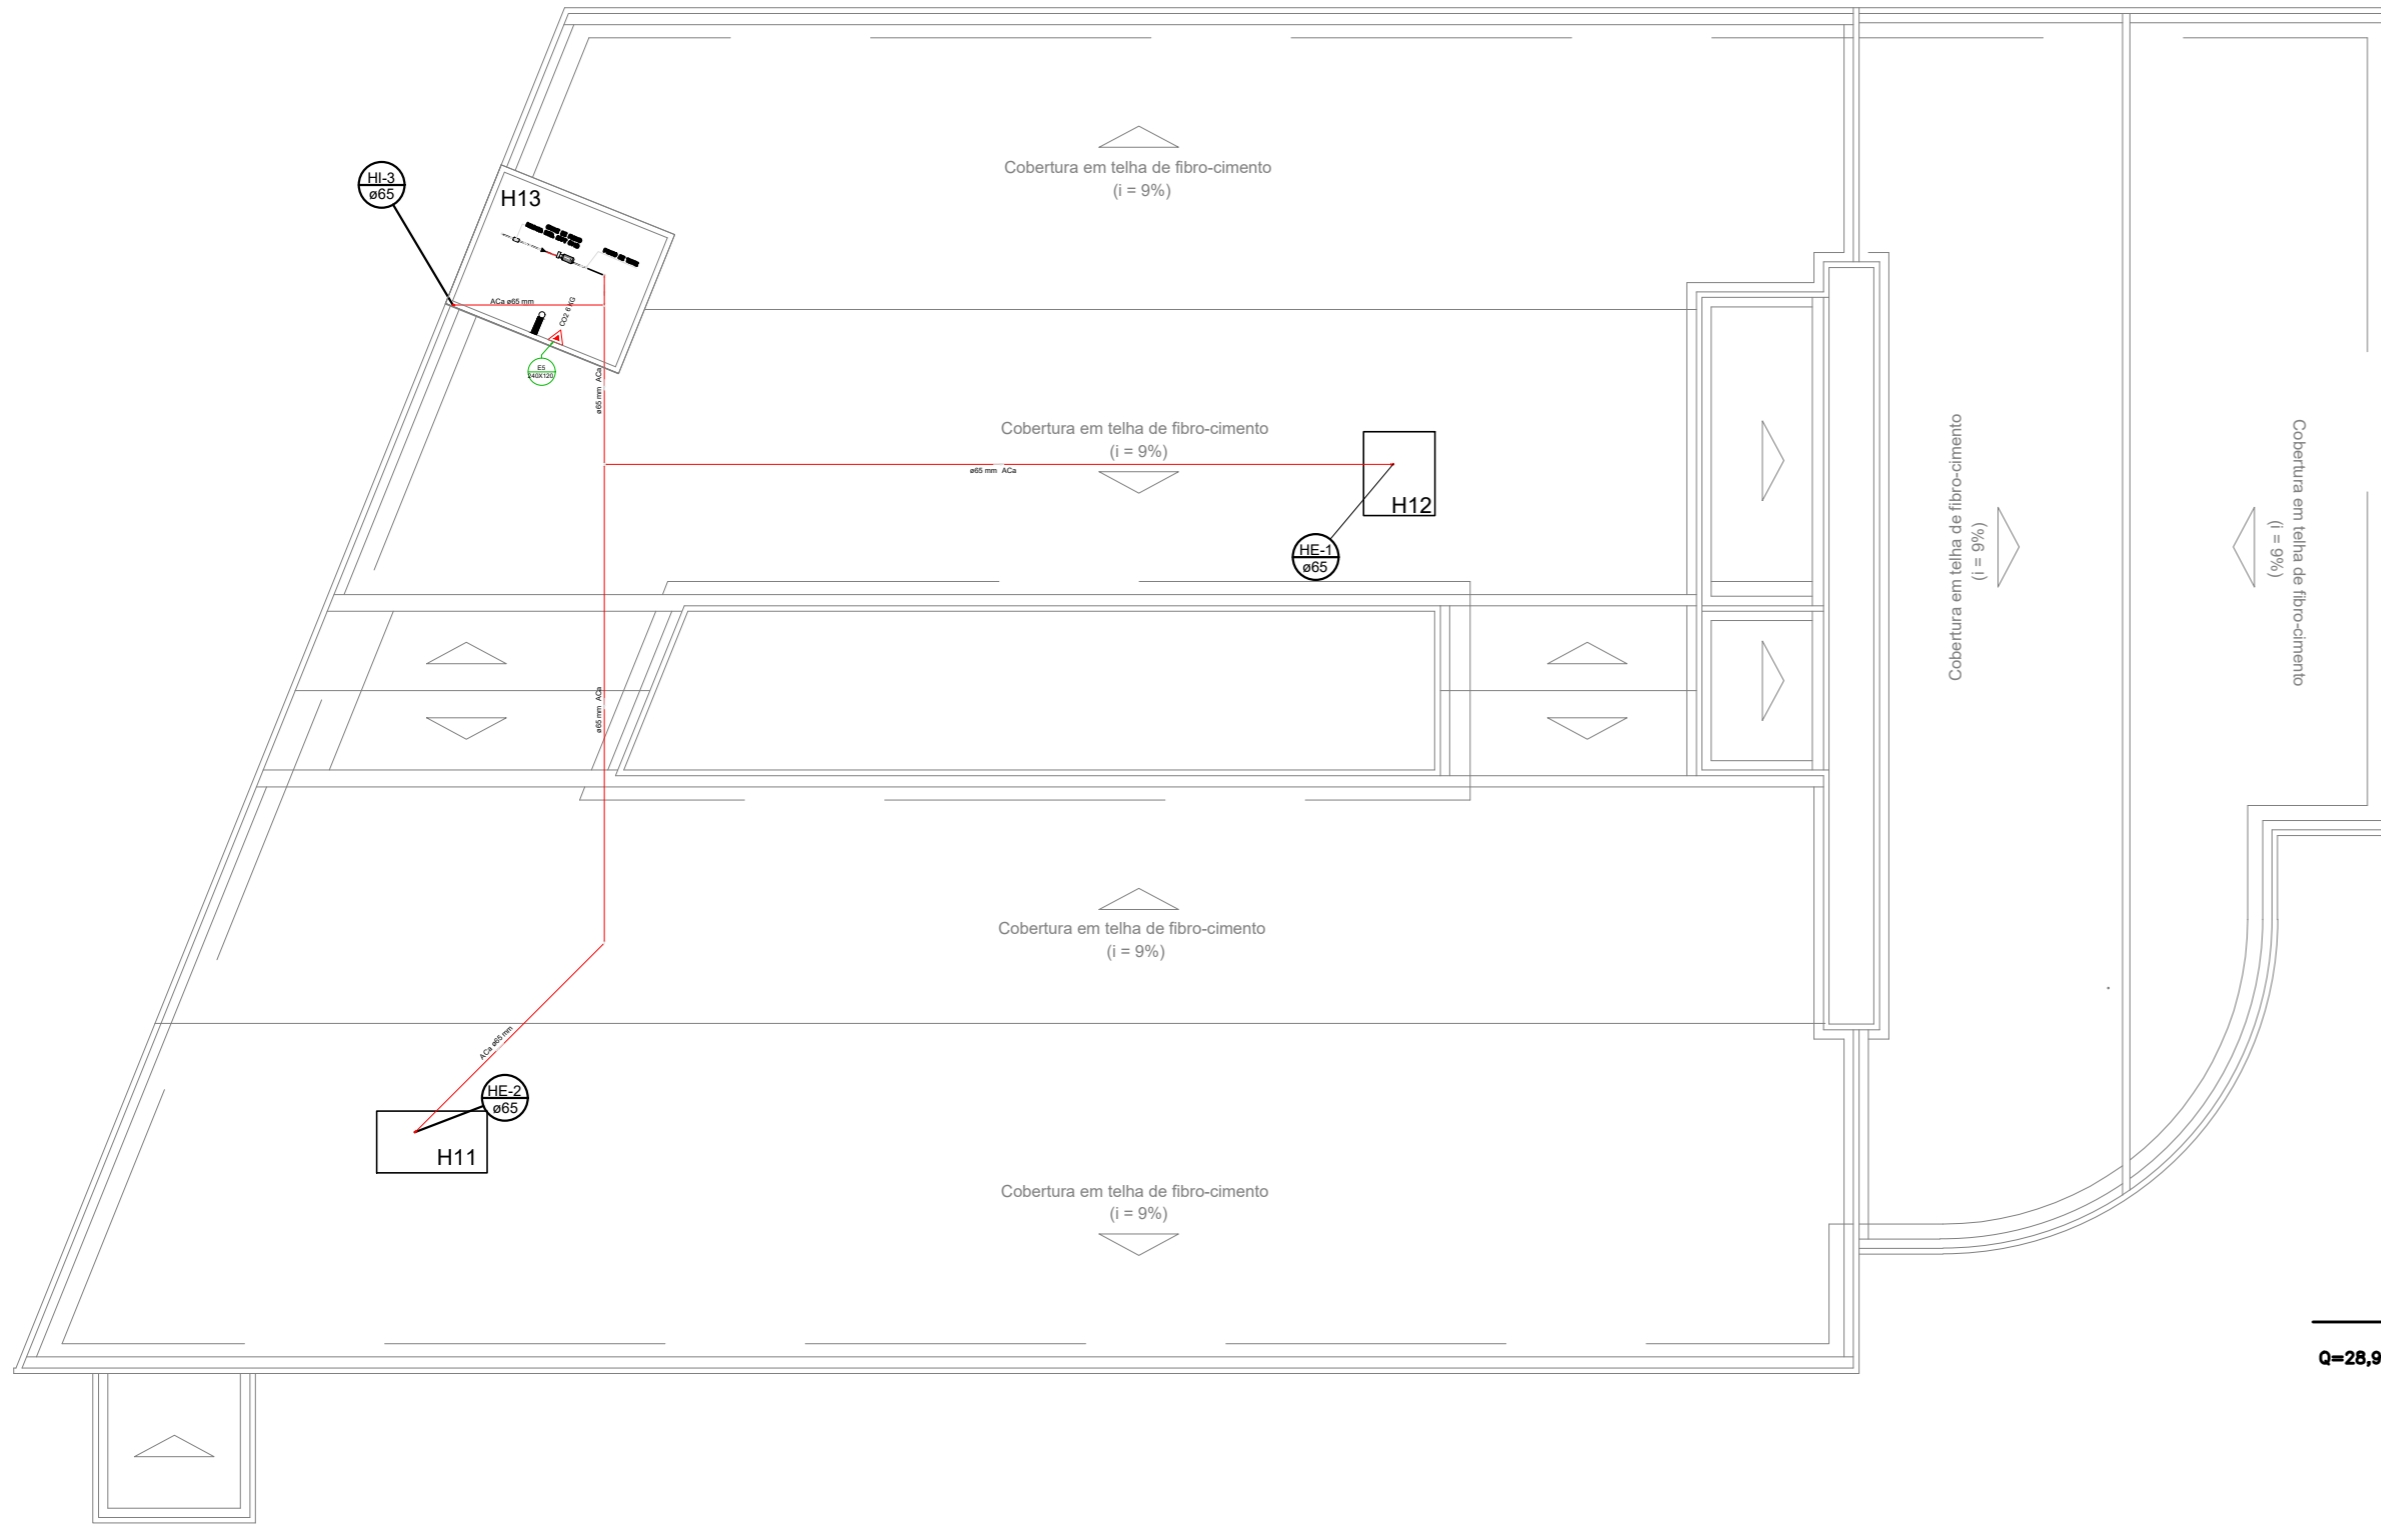 Cobertura em telha de fibro-cimento
(i = 9%)
HI-3
ø65
H13
ACa ø65 mm
CO2 6 KG
E5
240X120
ø65 mm ACa
Cobertura em telha de fibro-cimento
(i = 9%)
ø65 mm ACa
H12
HE-1
ø65
Cobertura em telha de fibro-cimento
(i = 9%)
Cobertura em telha de fibro-cimento
(i = 9%)
ø65 mm ACa
Cobertura em telha de fibro-cimento
(i = 9%)
ACa ø65 mm
HE-2
ø65
H11
Cobertura em telha de fibro-cimento
(i = 9%)
Q=28,9